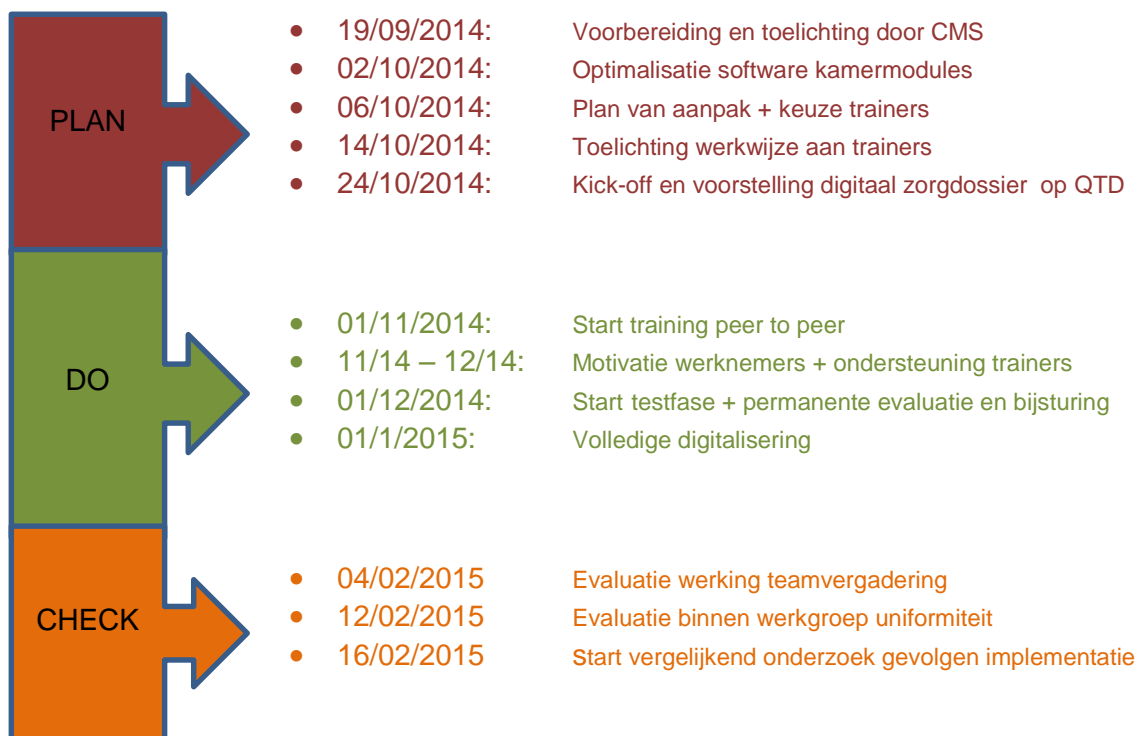 PLAN
• 19/09/2014: Voorbereiding en toelichting door CMS
• 02/10/2014: Optimalisatie software kamermodules
• 06/10/2014: Plan van aanpak + keuze trainers
• 14/10/2014: Toelichting werkwijze aan trainers
• 24/10/2014: Kick-off en voorstelling digitaal zorgdossier op QTD
DO
• 01/11/2014: Start training peer to peer
• 11/14 – 12/14: Motivatie werknemers + ondersteuning trainers
• 01/12/2014: Start testfase + permanente evaluatie en bijsturing
• 01/1/2015: Volledige digitalisering
CHECK
• 04/02/2015 Evaluatie werking teamvergadering
• 12/02/2015 Evaluatie binnen werkgroep uniformiteit
• 16/02/2015 Start vergelijkend onderzoek gevolgen implementatie